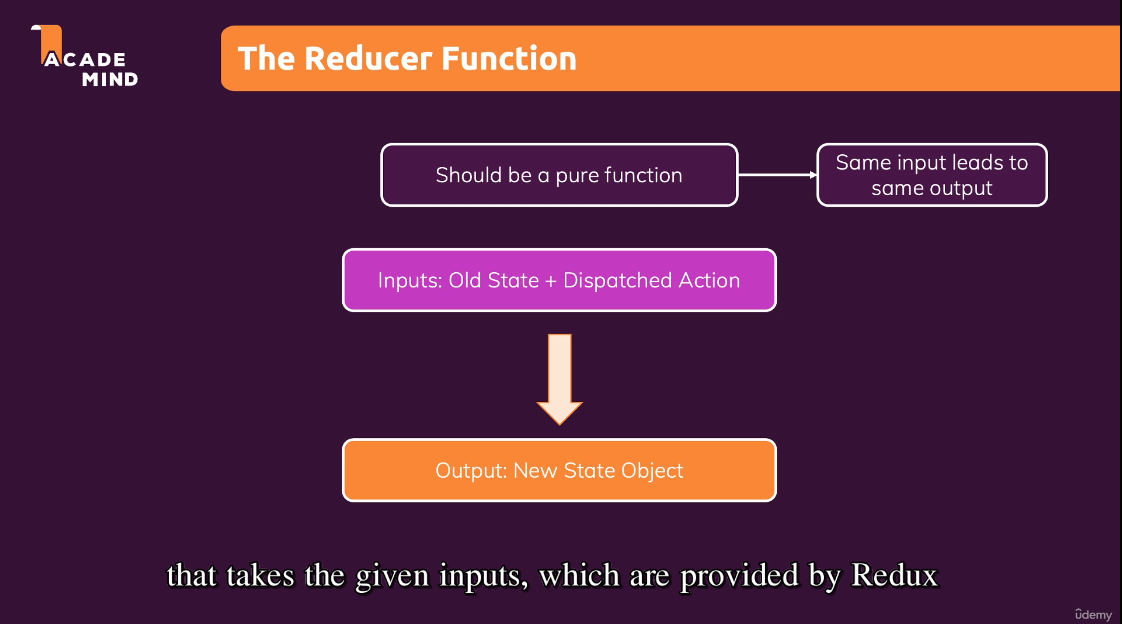 ACADE
MIND
The Reducer Function
Should be a pure function
Same input leads to
same output
Inputs: Old State + Dispatched Action
Output: New State Object
that takes the given inputs, which are provided by Redux
ûdemy